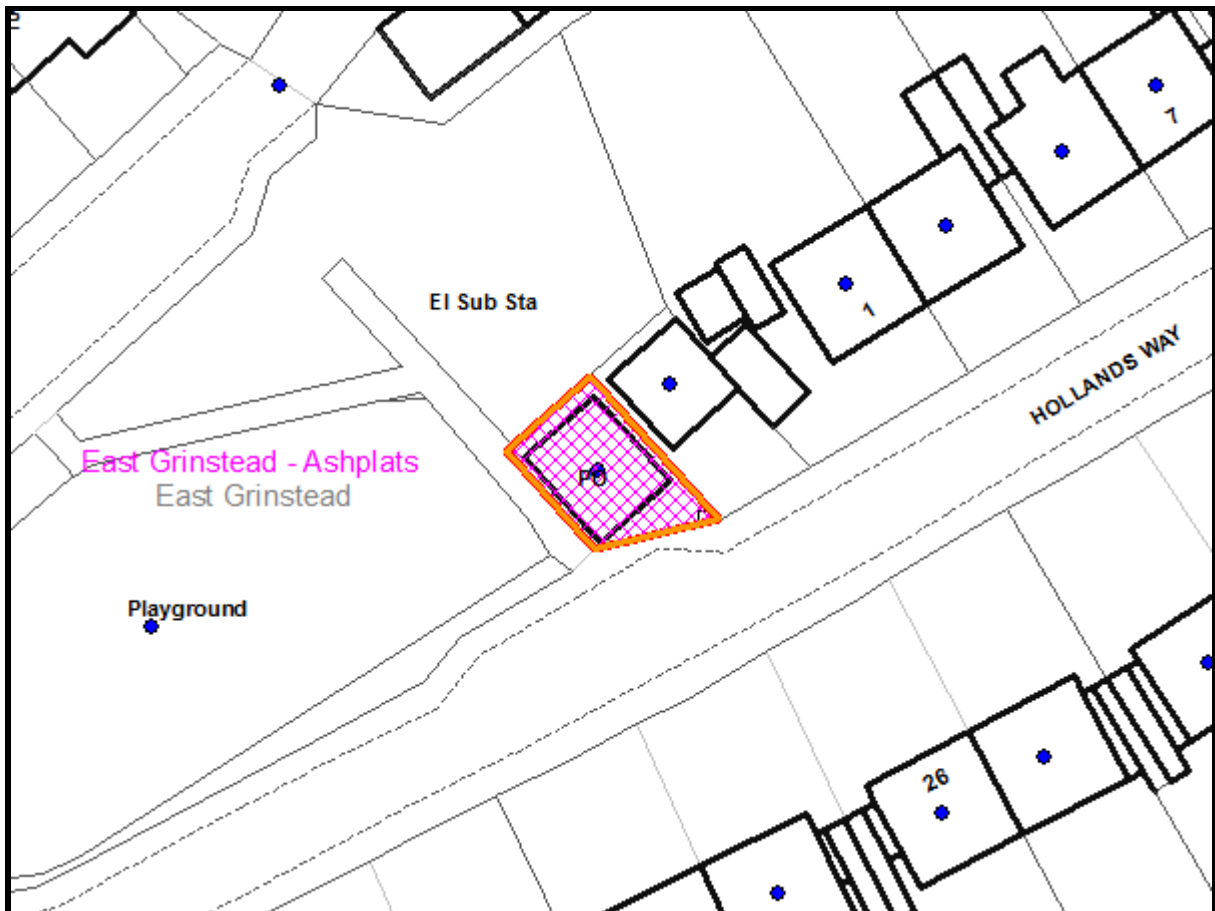 7
El Sub Sta
1
HOLLANDS WAY
East Grinstead - Ashplats
PO
East Grinstead
Playground
26